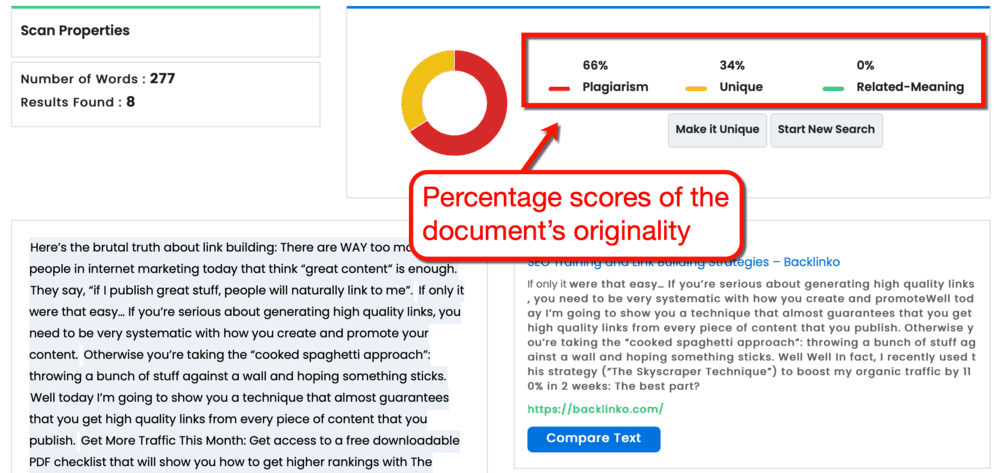 Scan Properties
Number of Words : 277
Results Found : 8
66%
Plagiarism
34%
Unique
0%
Related-Meaning
Make it Unique
Start New Search
Percentage scores of the
document's originality
Here's the brutal truth about link building: There are WAY too
people in internet marketing today that think “great content” is enough.
They say, “if I publish great stuff, people will naturally link to me”. If only it
were that easy… If you're serious about generating high quality links, you
need to be very systematic with how you create and promote your
content. Otherwise you're taking the “cooked spaghetti approach”:
throwing a bunch of stuff against a wall and hoping something sticks.
Well today I'm going to show you a technique that almost guarantees
that you get high quality links from every piece of content that you
publish. Get More Traffic This Month: Get access to a free downloadable
PDF checklist that will show you how to get higher rankings with The
SEO Training and Link Building Strategies – Backlinko
If only it were that easy… If you're serious about generating high quality links
, you need to be very systematic with how you create and promoteWell tod
ay I'm going to show you a technique that almost guarantees that you get
high quality links from every piece of content that you publish. Otherwise y
ou're taking the “cooked spaghetti approach”: throwing a bunch of stuff ag
ainst a wall and hoping something sticks. Well Well In fact, I recently used t
his strategy (“The Skyscraper Technique”) to boost my organic traffic by 11
0% in 2 weeks: The best part?
https://backlinko.com/
Compare Text